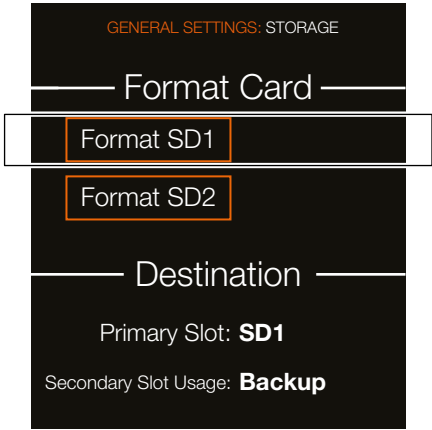 GENERAL SETTINGS: STORAGE
Format Card
Format SD1
Format SD2
Destination
Primary Slot: SD1
Secondary Slot Usage: Backup